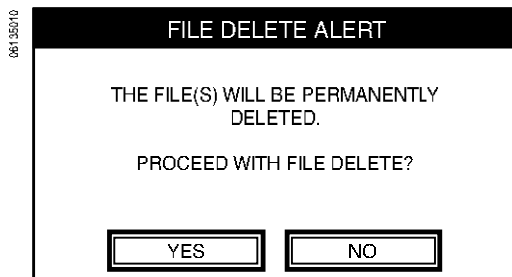 06135010
FILE DELETE ALERT
THE FILE(S) WILL BE PERMANENTLY
DELETED.
PROCEED WITH FILE DELETE?
YES
NO